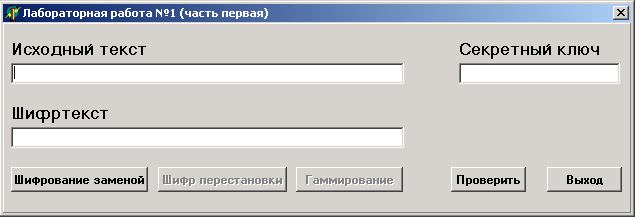 Лабораторная работа №1 (часть первая)
Исходный текст Секретный ключ
Шифртекст
Шифрование заменой Шифр перестановки Гаммирование Проверить Выход